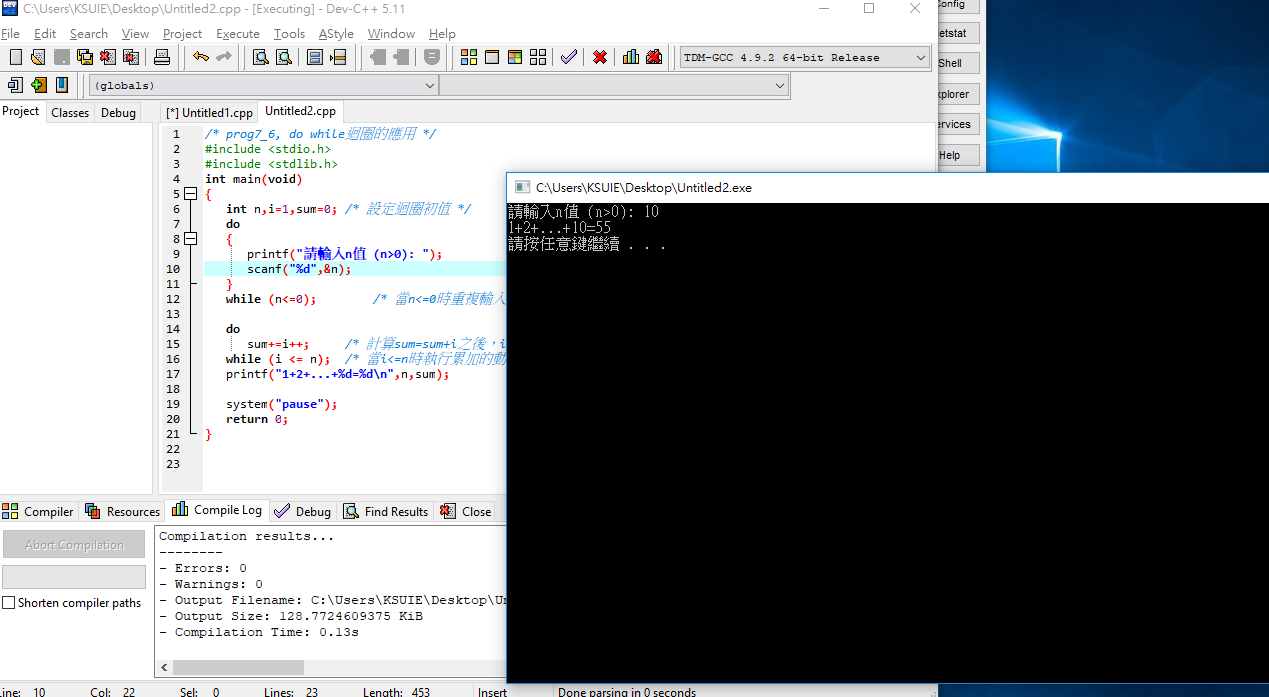 C:\Users\KSUIE\Desktop\Untitled2.cpp - [Executing] - Dev-C++ 5.11
File Edit Search View Project Execute Tools AStyle Window Help
TDM-GCC 4.9.2 64-bit Release
(globals)
Project Classes Debug
[*] Untitled1.cpp Untitled2.cpp
1 /* prog7_6, do while迴圈的應用 */
2 #include <stdio.h>
3 #include <stdlib.h>
4 int main(void)
5 {
6 int n,i=1,sum=0; /* 設定迴圈初值 */
7 do
8 {
9 printf("請輸入n值 (n>0): ");
10 scanf("%d",&n);
11 }
12 while (n<=0); /* 當n<=0時重複輸入
13
14 do
15 sum+=i++; /* 計算sum=sum+i之後，i
16 while (i <= n); /* 當i<=n時執行累加的動
17 printf("1+2+...+%d=%d\n",n,sum);
18
19 system("pause");
20 return 0;
21 }
22
23
Compiler Resources Compile Log Debug Find Results Close
Abort Compilation
Shorten compiler paths
Compilation results...
--------
- Errors: 0
- Warnings: 0
- Output Filename: C:\Users\KSUIE\Desktop\Un
- Output Size: 128.7724609375 KiB
- Compilation Time: 0.13s
Line: 10 Col: 22 Sel: 0 Lines: 23 Length: 453 Insert Done parsing in 0 seconds
C:\Users\KSUIE\Desktop\Untitled2.exe
請輸入n值 (n>0): 10
1+2+...+10=55
請按任意鍵繼續 . . .
Config
Netstat
Shell
Explorer
Services
Help